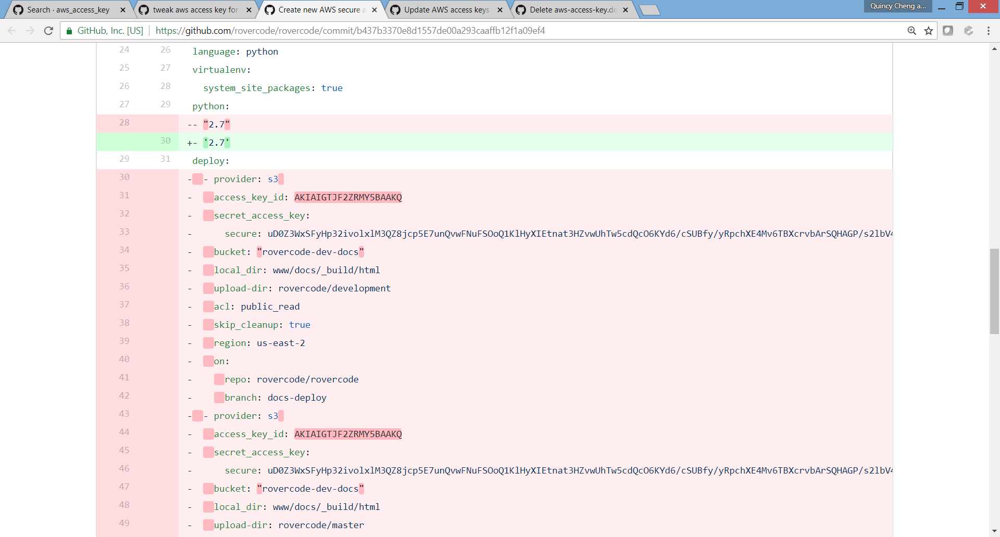 Search · aws_access_key
tweak aws access key for
Create new AWS secure a
Update AWS access keys
Delete aws-access-key.dc
Quincy Cheng a...
GitHub, Inc. [US] https://github.com/rovercode/rovercode/commit/b437b3370e8d1557de00a293caaffb12f1a09ef4
24 26 language: python
25 27 virtualenv:
26 28 system_site_packages: true
27 29 python:
28 -- "2.7"
30 +- '2.7'
29 31 deploy:
30 - - provider: s3
31 - access_key_id: AKIAIGTJF2ZRMY5BAAKQ
32 - secret_access_key:
33 - secure: uD0Z3WxSFyHp32ivolxlM3QZ8jcp5E7unQvwFNuFSOoQ1KlHyXIEtnat3HZvwUhTw5cdQcO6KYd6/cSUBfy/yRpchXE4Mv6TBXcrvbArSQHAGP/s2lbV4
34 - bucket: "rovercode-dev-docs"
35 - local_dir: www/docs/_build/html
36 - upload-dir: rovercode/development
37 - acl: public_read
38 - skip_cleanup: true
39 - region: us-east-2
40 - on:
41 - repo: rovercode/rovercode
42 - branch: docs-deploy
43 - - provider: s3
44 - access_key_id: AKIAIGTJF2ZRMY5BAAKQ
45 - secret_access_key:
46 - secure: uD0Z3WxSFyHp32ivolxlM3QZ8jcp5E7unQvwFNuFSOoQ1KlHyXIEtnat3HZvwUhTw5cdQcO6KYd6/cSUBfy/yRpchXE4Mv6TBXcrvbArSQHAGP/s2lbV4
47 - bucket: "rovercode-dev-docs"
48 - local_dir: www/docs/_build/html
49 - upload-dir: rovercode/master